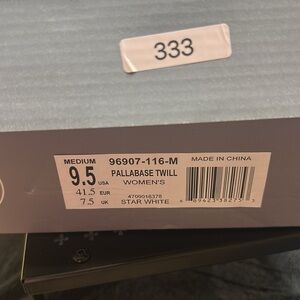 333
MEDIUM
9.5 USA
41.5 EUR
7.5 UK
96907-116-M
PALLABASE TWILL
WOMEN'S
4709016378
STAR WHITE
MADE IN CHINA